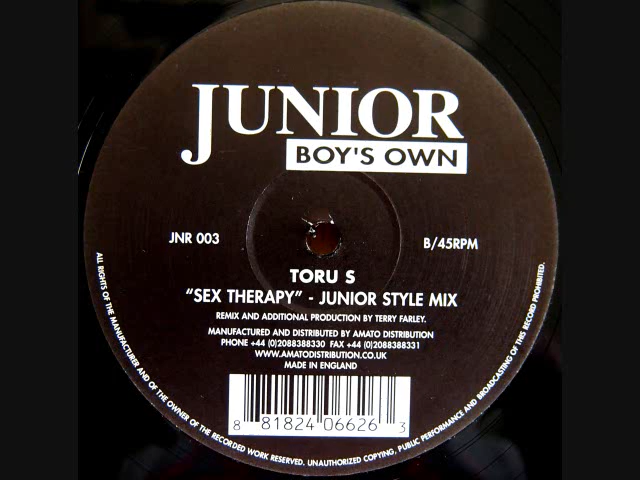 JUNIOR
BOY'S OWN
JNR 003
B/45RPM
TORU S
"SEX THERAPY" - JUNIOR STYLE MIX
REMIX AND ADDITIONAL PRODUCTION BY TERRY FARLEY.
MANUFACTURED AND DISTRIBUTED BY AMATO DISTRIBUTION
PHONE +44 (0)2088388330 FAX +44 (0)2088388331
WWW.AMATODISTRIBUTION.CO.UK
MADE IN ENGLAND
8 81824 06626 3
ALL RIGHTS OF THE MANUFACTURER AND OF THE OWNER OF THE RECORDED WORK RESERVED. UNAUTHORIZED COPYING, PUBLIC PERFORMANCE AND BROADCASTING OF THIS RECORD PROHIBITED.